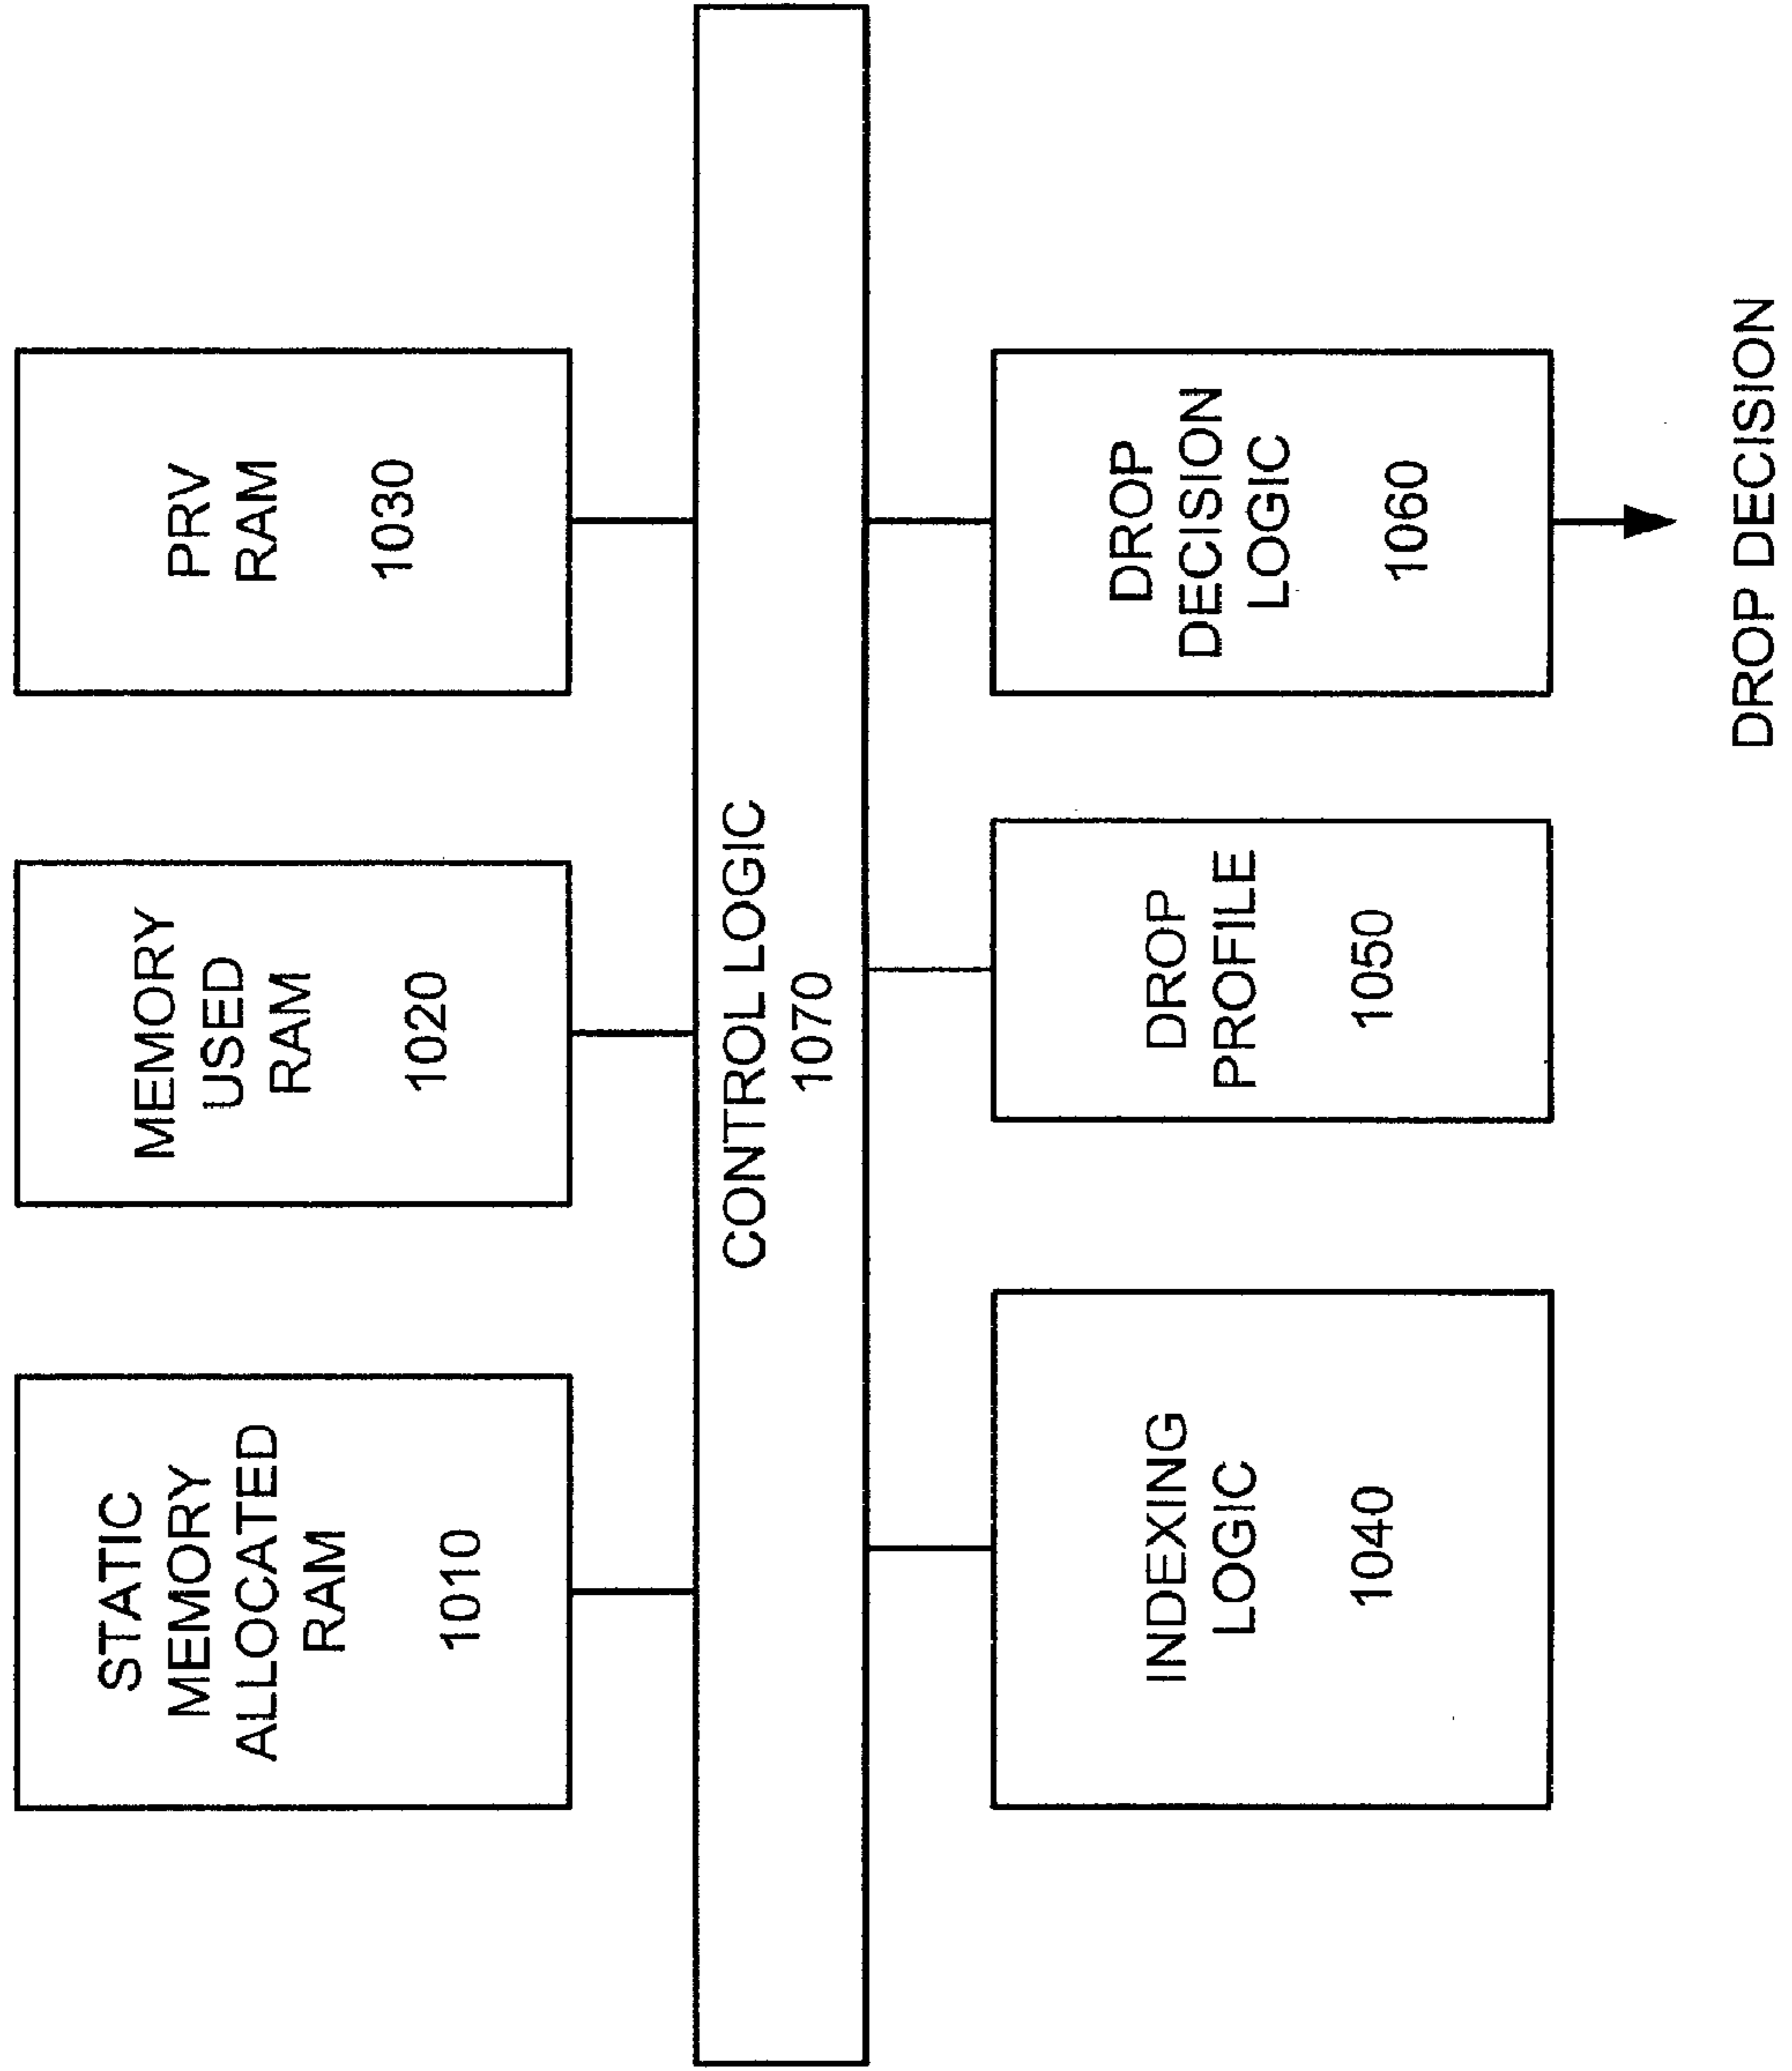 STATIC
MEMORY
ALLOCATED
RAM
1010
MEMORY
USED
RAM
1020
PRV
RAM
1030
CONTROL LOGIC
1070
INDEXING
LOGIC
1040
DROP
PROFILE
1050
DROP
DECISION
LOGIC
1060
DROP DECISION